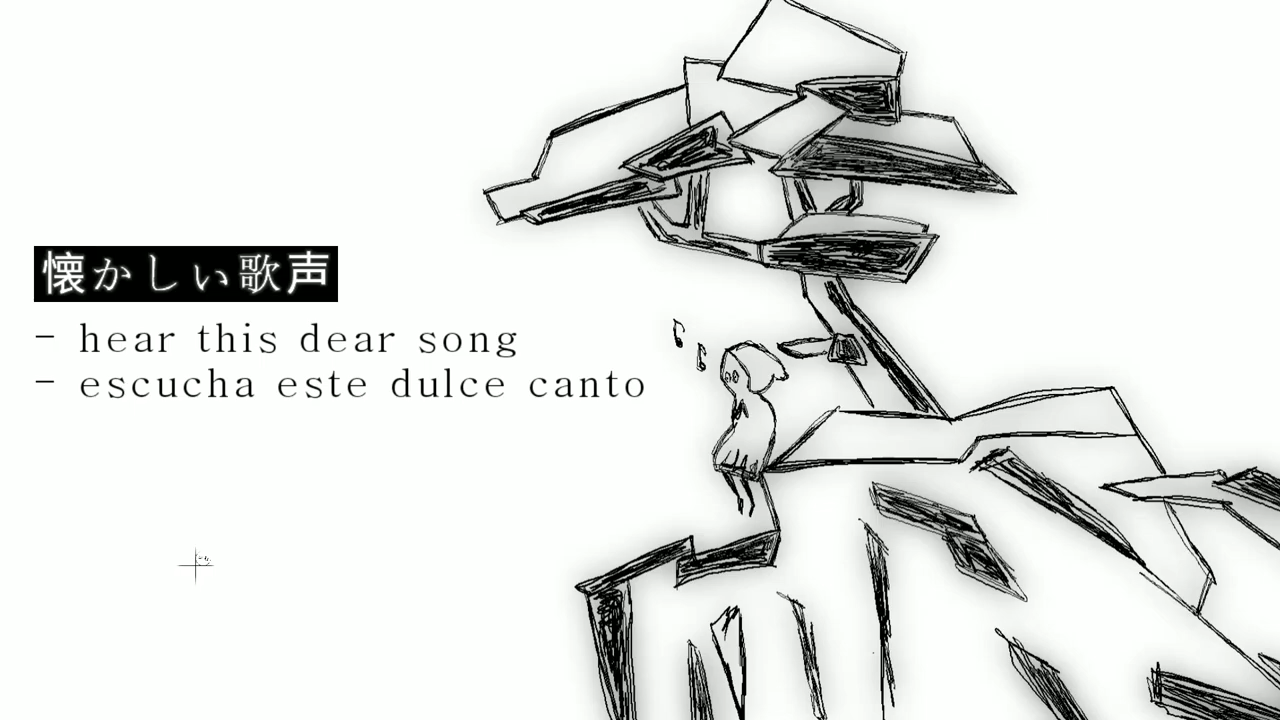 懐かしい歌声
- hear this dear song
- escucha este dulce canto